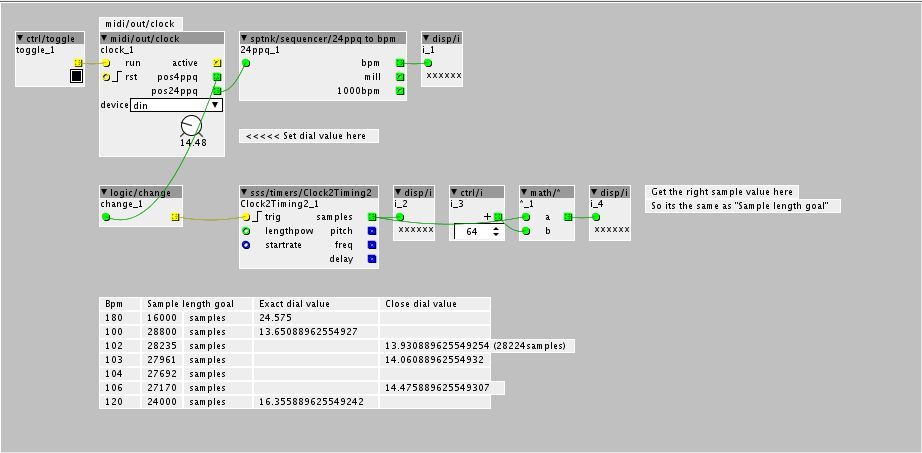 midi/out/clock
ctrl/toggle
toggle_1
midi/out/clock
clock_1
run active
rst pos4ppq
pos24ppq
device din
14.48
sptnk/sequencer/24ppq to bpm
24ppq_1
bpm
mill
1000bpm
disp/i
i_1
xxxxxx
<<<<< Set dial value here
logic/change
change_1
sss/timers/Clock2Timing2
Clock2Timing2_1
trig samples
lengthpow pitch
startrate freq
delay
disp/i
i_2
xxxxxx
ctrl/i
i_3
+
64
math/^
^_1
a
b
disp/i
i_4
xxxxxx
Get the right sample value here
So its the same as "Sample length goal"
Bpm Sample length goal Exact dial value Close dial value
180 16000 samples 24.575
100 28800 samples 13.65088962554927
102 28235 samples 13.930889625549254 (28224samples)
103 27961 samples 14.06088962554932
104 27692 samples
106 27170 samples 14.475889625549307
120 24000 samples 16.355889625549242